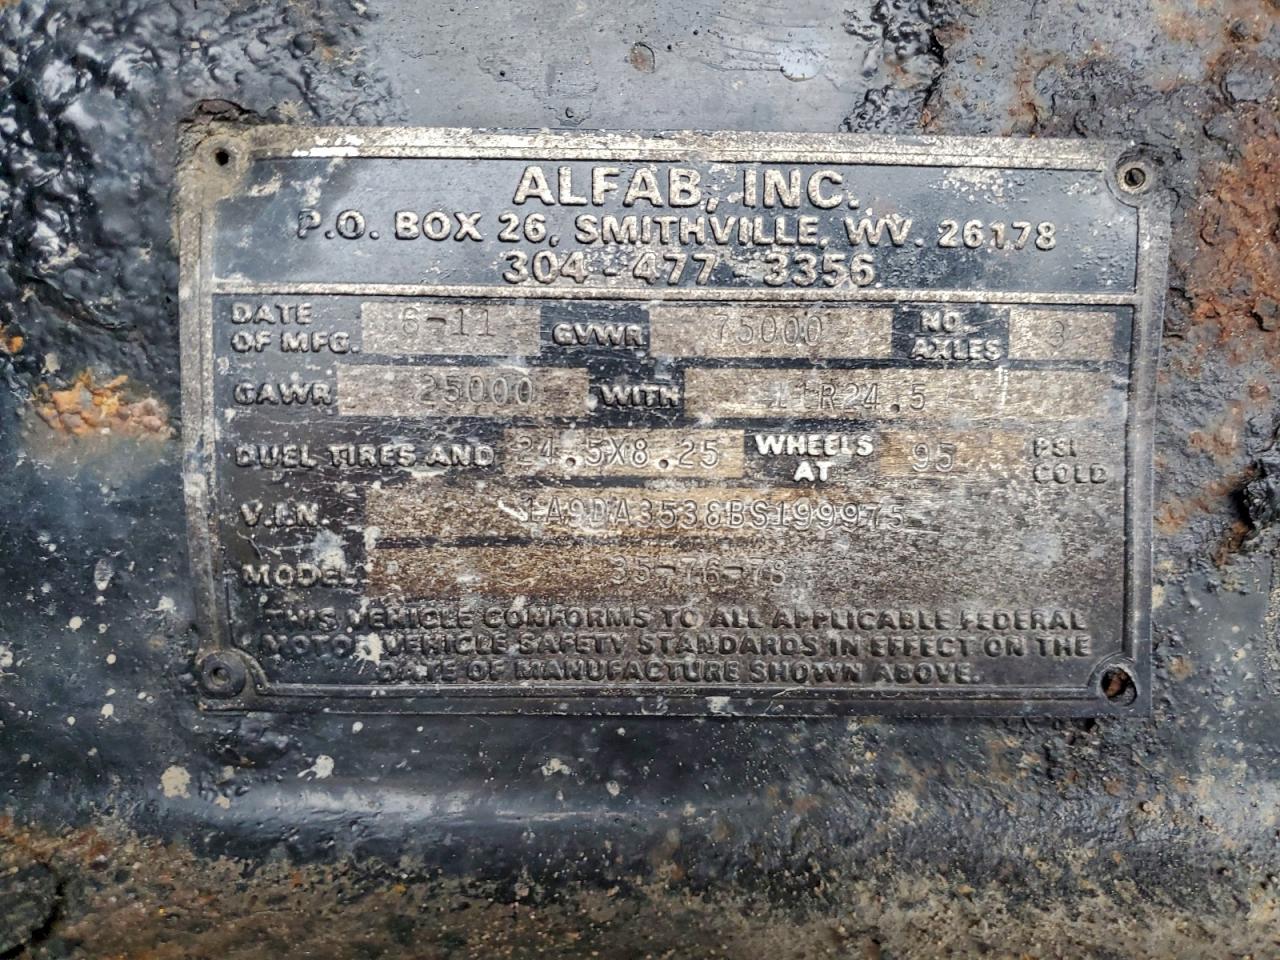 ALFAB, INC.
P.O. BOX 26, SMITHVILLE, WV. 26178
304-477-3356
DATE OF MFG. 6-11 GVWR 75000 NO. AXLES 3
GAWR 25000 WITH 11R24.5
DUEL TIRES AND 24.5X8.25 WHEELS AT 95 PSI COLD
V.I.N. 1A9DA3538BS199975
MODEL 35-76-78
THIS VEHICLE CONFORMS TO ALL APPLICABLE FEDERAL
MOTOR VEHICLE SAFETY STANDARDS IN EFFECT ON THE
DATE OF MANUFACTURE SHOWN ABOVE.